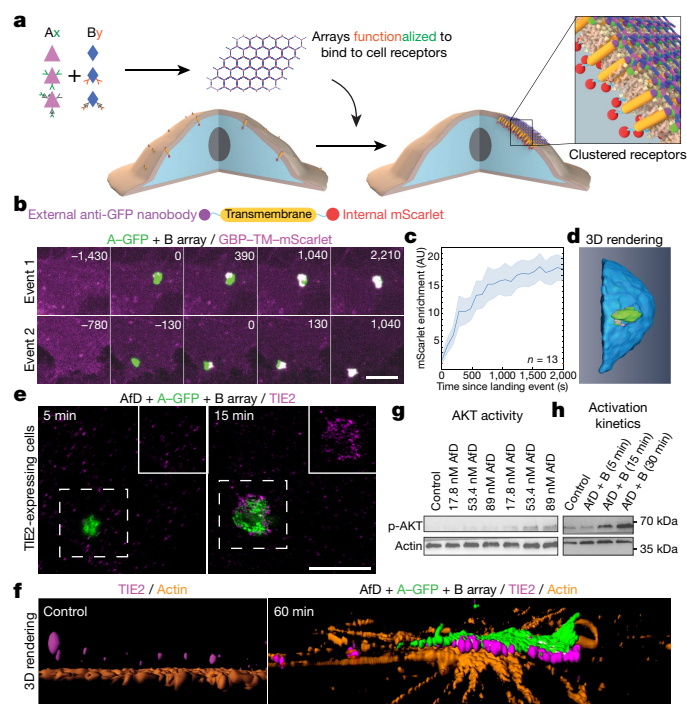 a
Ax
By
+
Arrays functionalized to
bind to cell receptors
Clustered receptors
b
External anti-GFP nanobody
Transmembrane
Internal mScarlet
A–GFP + B array / GBP–TM–mScarlet
Event 1
−1,430
0
390
1,040
2,210
Event 2
−780
−130
0
130
1,040
c
mScarlet enrichment (AU)
20
15
10
5
n = 13
0
500
1,000
1,500
2,000
Time since landing event (s)
d
3D rendering
e
AfD + A–GFP + B array / TIE2
TIE2-expressing cells
5 min
15 min
g
AKT activity
Control
17.8 nM AfD
53.4 nM AfD
89 nM AfD
17.8 nM AfD
53.4 nM AfD
89 nM AfD
p-AKT
Actin
h
Activation
kinetics
Control
AfD + B (5 min)
AfD + B (15 min)
AfD + B (30 min)
70 kDa
35 kDa
f
TIE2 / Actin
AfD + A–GFP + B array / TIE2 / Actin
3D rendering
Control
60 min